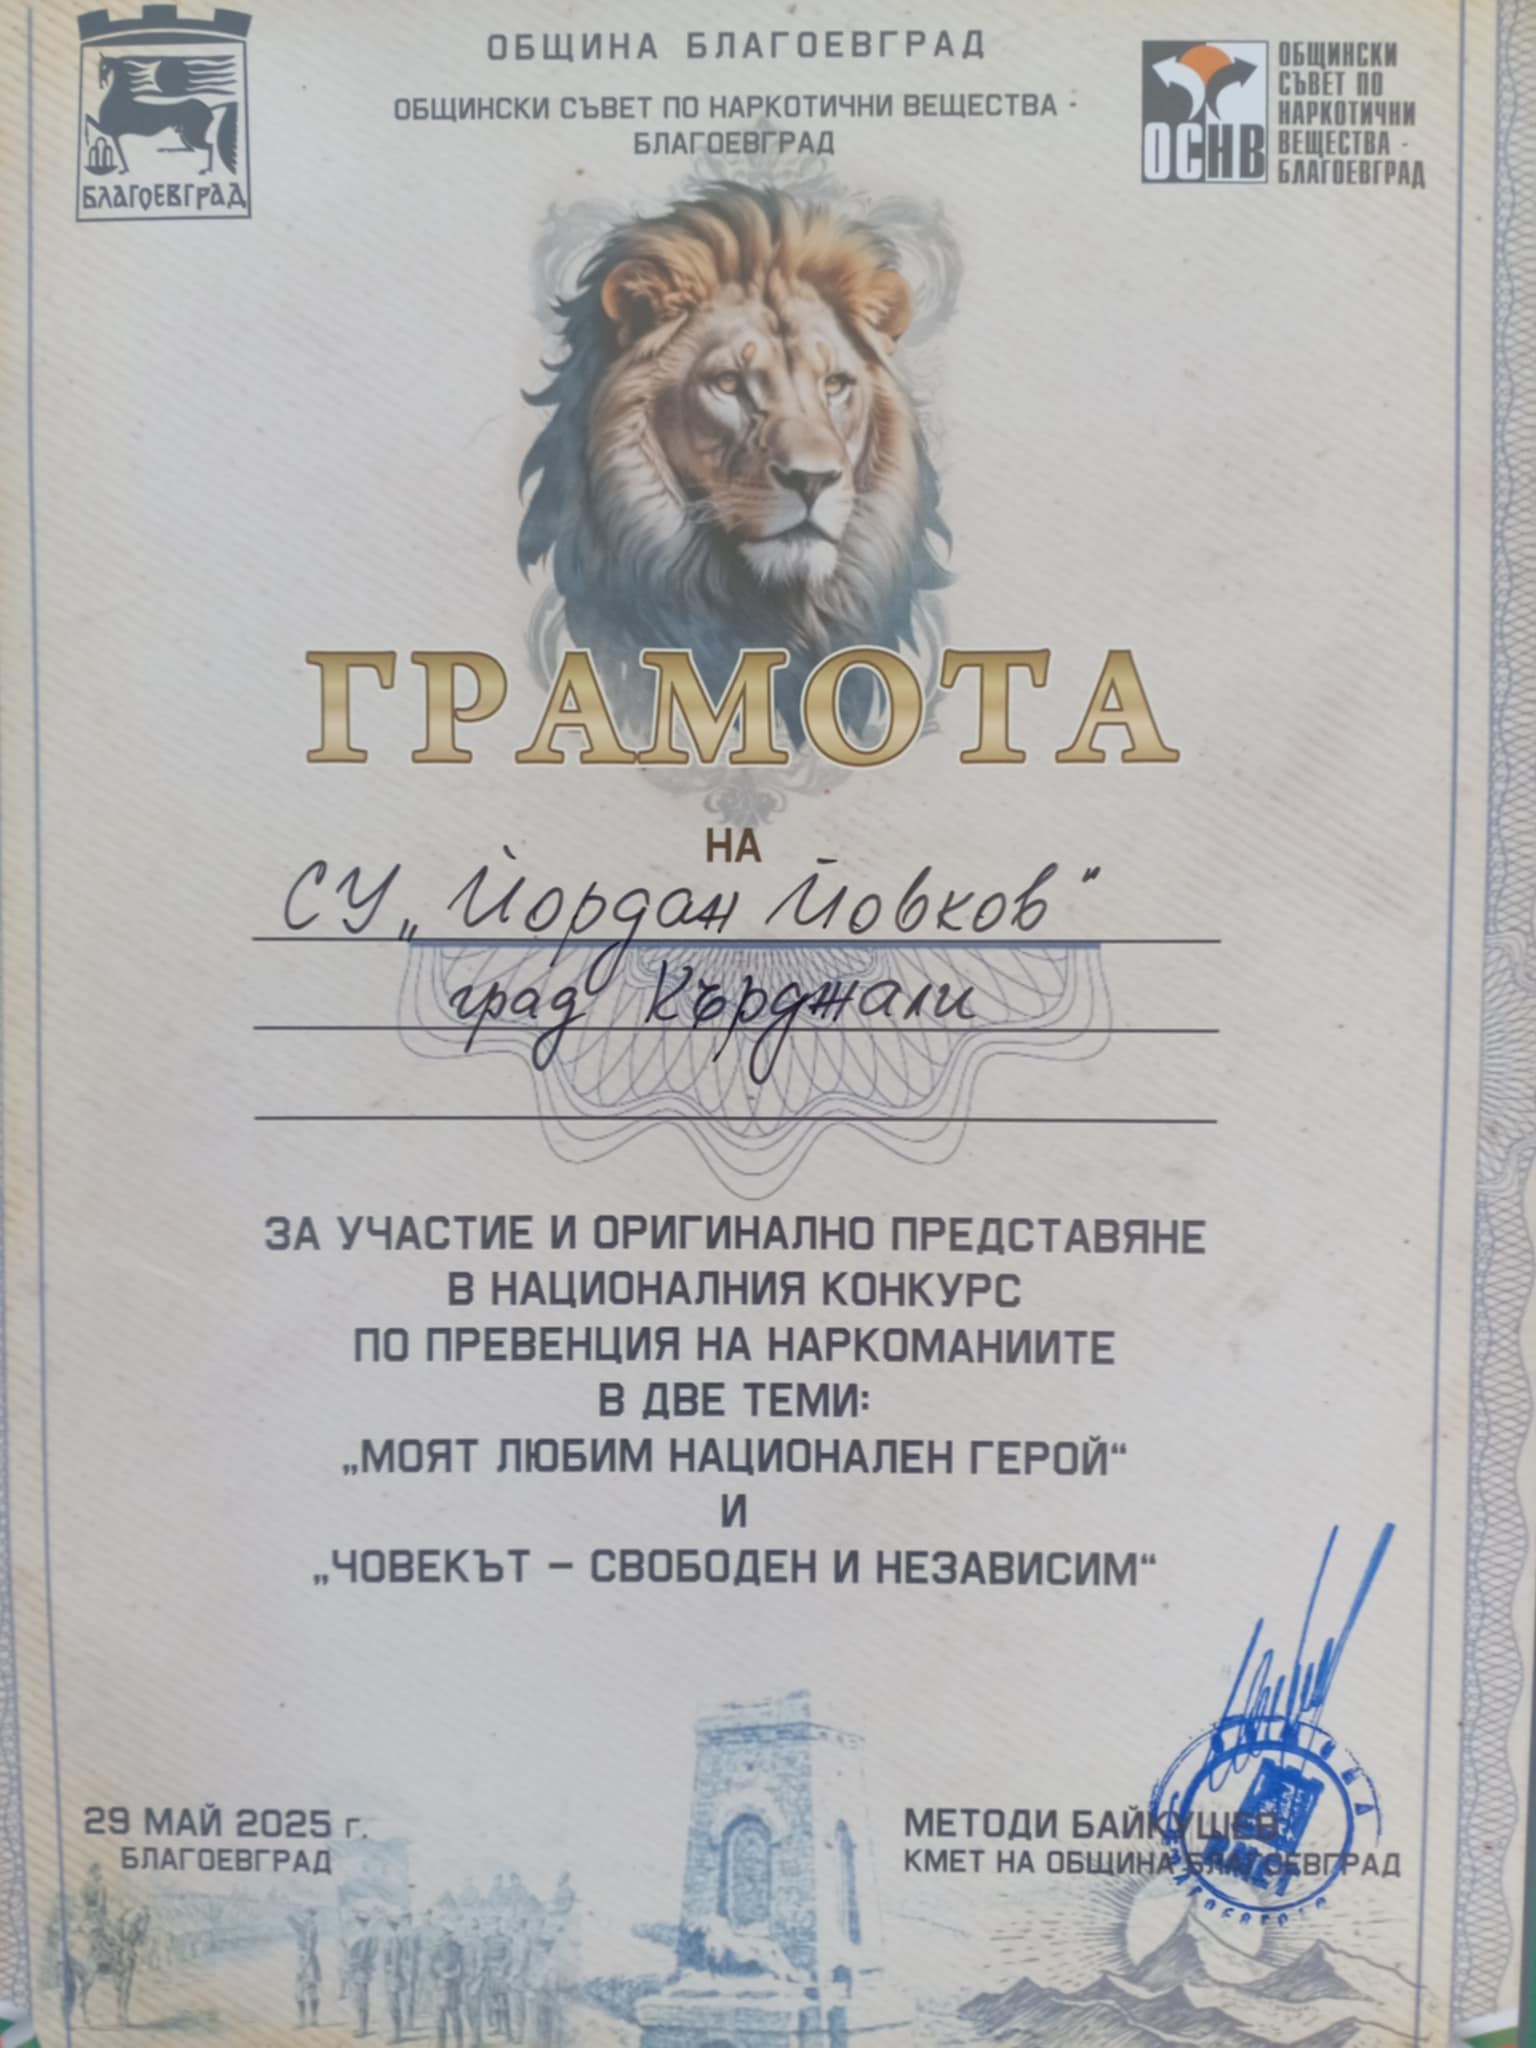 ОБЩИНА БЛАГОЕВГРАД
ОБЩИНСКИ СЪВЕТ ПО НАРКОТИЧНИ ВЕЩЕСТВА -
БЛАГОЕВГРАД
БЛАГОЕВГРАД
ОСНВ
ОБЩИНСКИ
СЪВЕТ ПО
НАРКОТИЧНИ
ВЕЩЕСТВА -
БЛАГОЕВГРАД
ГРАМОТА
НА
СУ „Йордан Йовков“
град Кърджали
ЗА УЧАСТИЕ И ОРИГИНАЛНО ПРЕДСТАВЯНЕ
В НАЦИОНАЛНИЯ КОНКУРС
ПО ПРЕВЕНЦИЯ НА НАРКОМАНИИТЕ
В ДВЕ ТЕМИ:
„МОЯТ ЛЮБИМ НАЦИОНАЛЕН ГЕРОЙ“
И
„ЧОВЕКЪТ – СВОБОДЕН И НЕЗАВИСИМ“
29 МАЙ 2025 г.
БЛАГОЕВГРАД
МЕТОДИ БАЙКУШЕВ
КМЕТ НА ОБЩИНА БЛАГОЕВГРАД